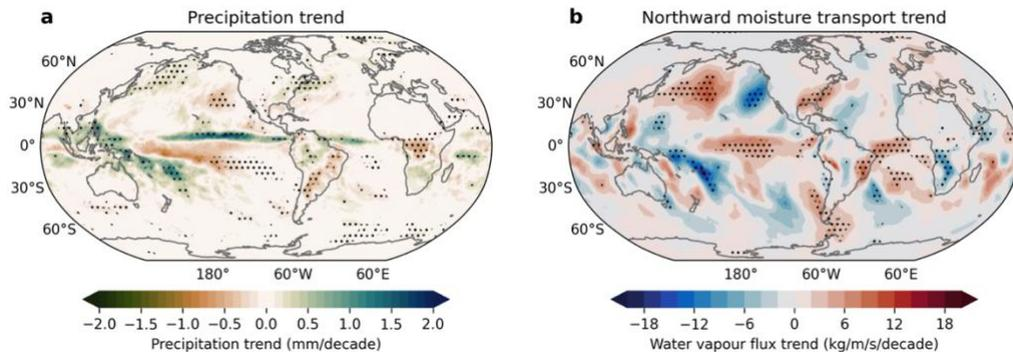 a Precipitation trend
60°N
30°N
0°
30°S
60°S
180° 60°W 60°E
−2.0 −1.5 −1.0 −0.5 0.0 0.5 1.0 1.5 2.0
Precipitation trend (mm/decade)
b Northward moisture transport trend
60°N
30°N
0°
30°S
60°S
180° 60°W 60°E
−18 −12 −6 0 6 12 18
Water vapour flux trend (kg/m/s/decade)